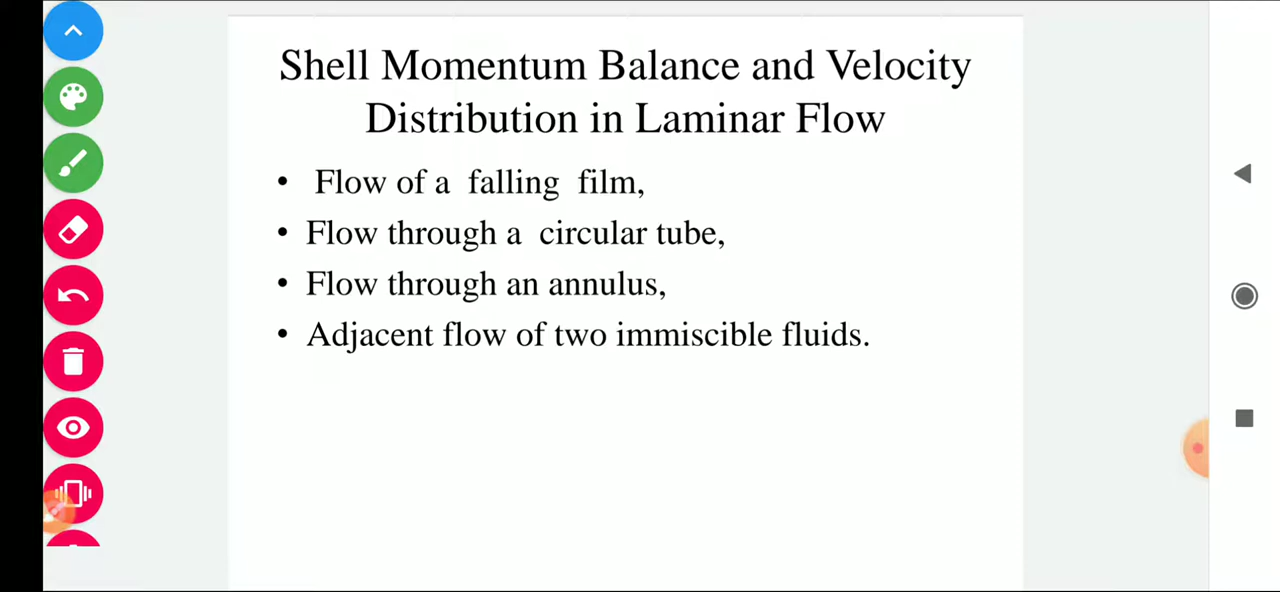 Shell Momentum Balance and Velocity
Distribution in Laminar Flow
• Flow of a falling film,
• Flow through a circular tube,
• Flow through an annulus,
• Adjacent flow of two immiscible fluids.